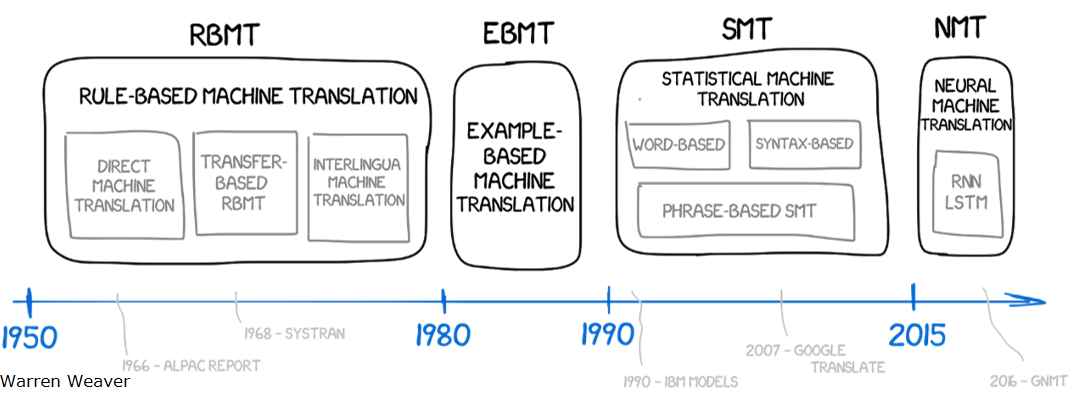 RBMT
EBMT
SMT
NMT
RULE-BASED MACHINE TRANSLATION
DIRECT
MACHINE
TRANSLATION
TRANSFER-
BASED
RBMT
INTERLINGUA
MACHINE
TRANSLATION
EXAMPLE-
BASED
MACHINE
TRANSLATION
STATISTICAL MACHINE
TRANSLATION
WORD-BASED
SYNTAX-BASED
PHRASE-BASED SMT
NEURAL
MACHINE
TRANSLATION
RNN
LSTM
1950
1980
1990
2015
1968 – SYSTRAN
1966 – ALPAC REPORT
2007 – GOOGLE
TRANSLATE
1990 – IBM MODELS
2016 – GNMT
Warren Weaver